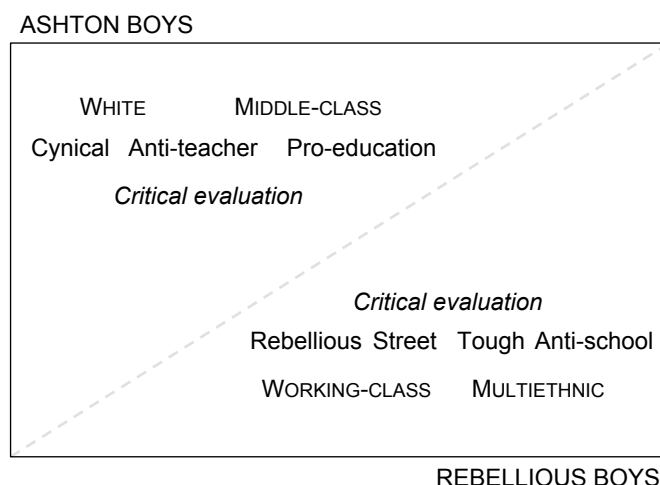 ASHTON BOYS
WHITE MIDDLE-CLASS
Cynical Anti-teacher Pro-education
Critical evaluation
Critical evaluation
Rebellious Street Tough Anti-school
WORKING-CLASS MULTIETHNIC
REBELLIOUS BOYS